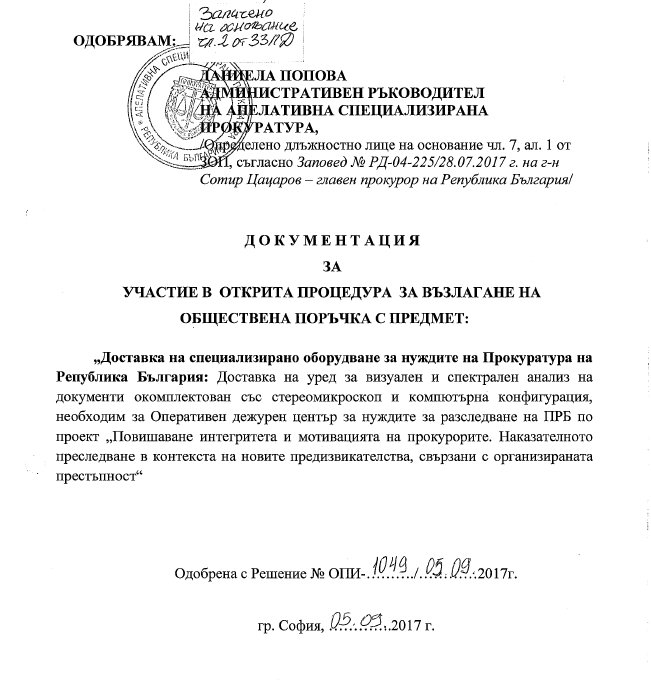 Заличено
на основание
чл.2 от ЗЗЛД
ОДОБРЯВАМ:
ДАНИЕЛА ПОПОВА
АДМИНИСТРАТИВЕН РЪКОВОДИТЕЛ
НА АПЕЛАТИВНА СПЕЦИАЛИЗИРАНА
ПРОКУРАТУРА,
/Определено длъжностно лице на основание чл. 7, ал. 1 от
ЗОП, съгласно Заповед № РД-04-225/28.07.2017 г. на г-н
Сотир Цацаров – главен прокурор на Република България/
АПЕЛАТИВНА
РЕПУБЛИКА БЪЛГАРИЯ
Д О К У М Е Н Т А Ц И Я
ЗА
УЧАСТИЕ В ОТКРИТА ПРОЦЕДУРА ЗА ВЪЗЛАГАНЕ НА
ОБЩЕСТВЕНА ПОРЪЧКА С ПРЕДМЕТ:
„Доставка на специализирано оборудване за нуждите на Прокуратура на
Република България: Доставка на уред за визуален и спектрален анализ на
документи окомплектован със стереомикроскоп и компютърна конфигурация,
необходим за Оперативен дежурен център за нуждите за разследване на ПРБ по
проект „Повишаване интегритета и мотивацията на прокурорите. Наказателното
преследване в контекста на новите предизвикателства, свързани с организираната
престъпност“
Одобрена с Решение № ОПИ-1049/05.09.2017г.
гр. София, 05.09.2017 г.